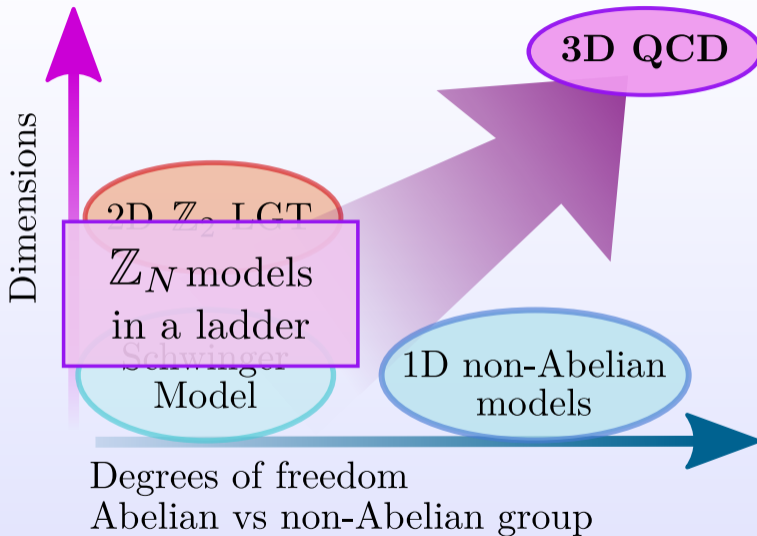 3D QCD
Dimensions
2D ℤ₂ LGT
ℤ_N models
in a ladder
Schwinger
Model
1D non-Abelian
models
Degrees of freedom
Abelian vs non-Abelian group